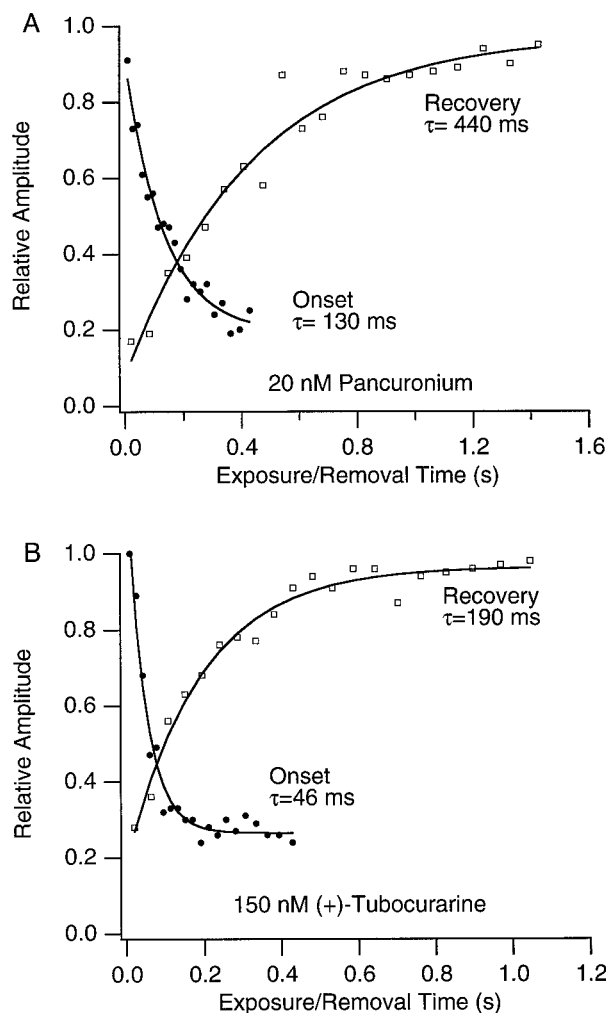 A
1.0
0.8
0.6
0.4
0.2
0.0
Relative Amplitude
Recovery
τ= 440 ms
Onset
τ= 130 ms
20 nM Pancuronium
0.0 0.4 0.8 1.2 1.6
Exposure/Removal Time (s)
B
1.0
0.8
0.6
0.4
0.2
0.0
Relative Amplitude
Recovery
τ=190 ms
Onset
τ=46 ms
150 nM (+)-Tubocurarine
0.0 0.2 0.4 0.6 0.8 1.0 1.2
Exposure/Removal Time (s)